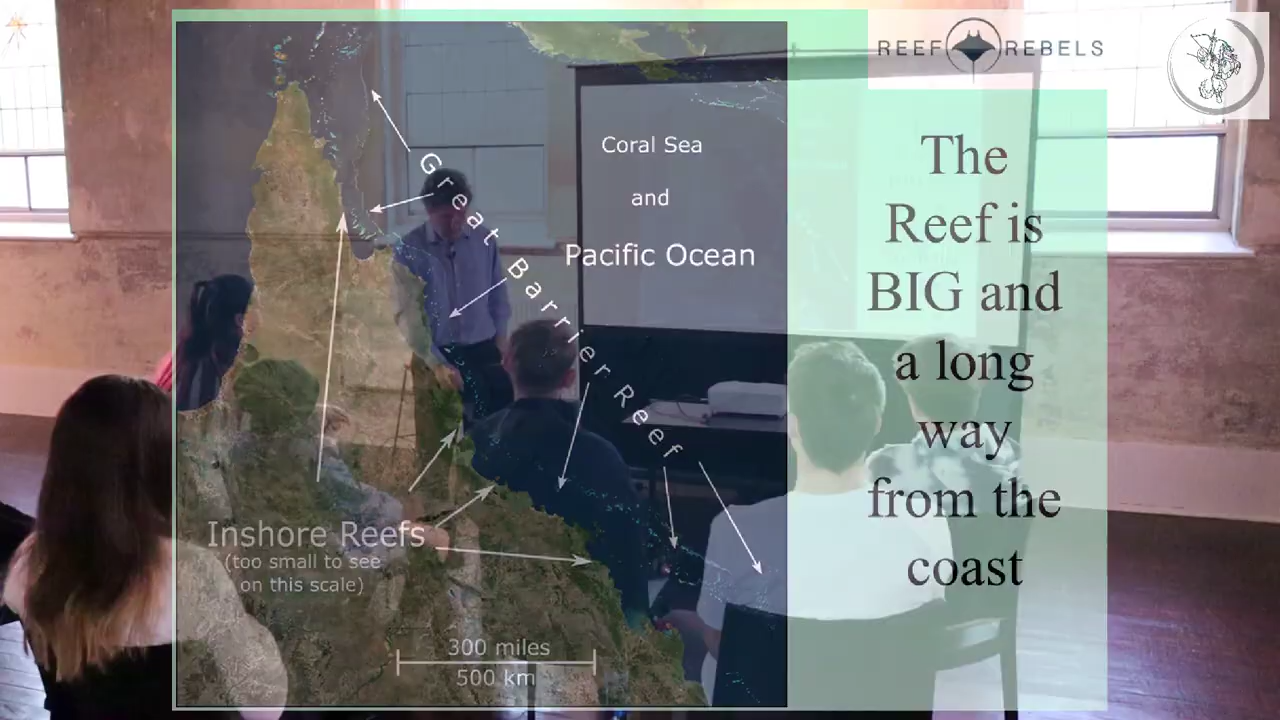 REEF REBELS
The
Reef is
BIG and
a long
way
from the
coast
Coral Sea
and
Pacific Ocean
Great Barrier Reef
Inshore Reefs
(too small to see
on this scale)
300 miles
500 km